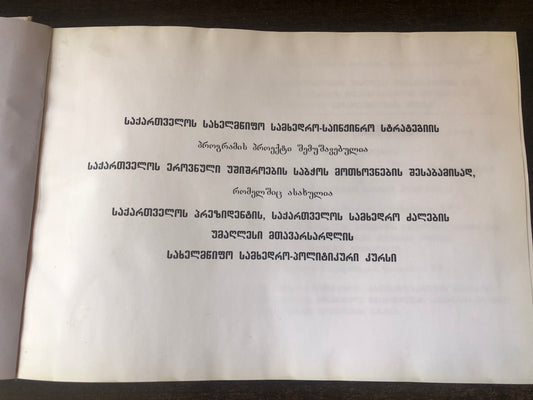 საქართველოს სახელმწიფო სამხედრო-საინჟინრო სტრატეგიის
პროგრამის პროექტი შემუშავებულია
საქართველოს ეროვნული უშიშროების საბჭოს მოთხოვნების შესაბამისად,
რომელშიც ასახულია
საქართველოს პრეზიდენტის, საქართველოს სამხედრო ძალების
უმაღლესი მთავარსარდლის
სახელმწიფო სამხედრო-პოლიტიკური კურსი